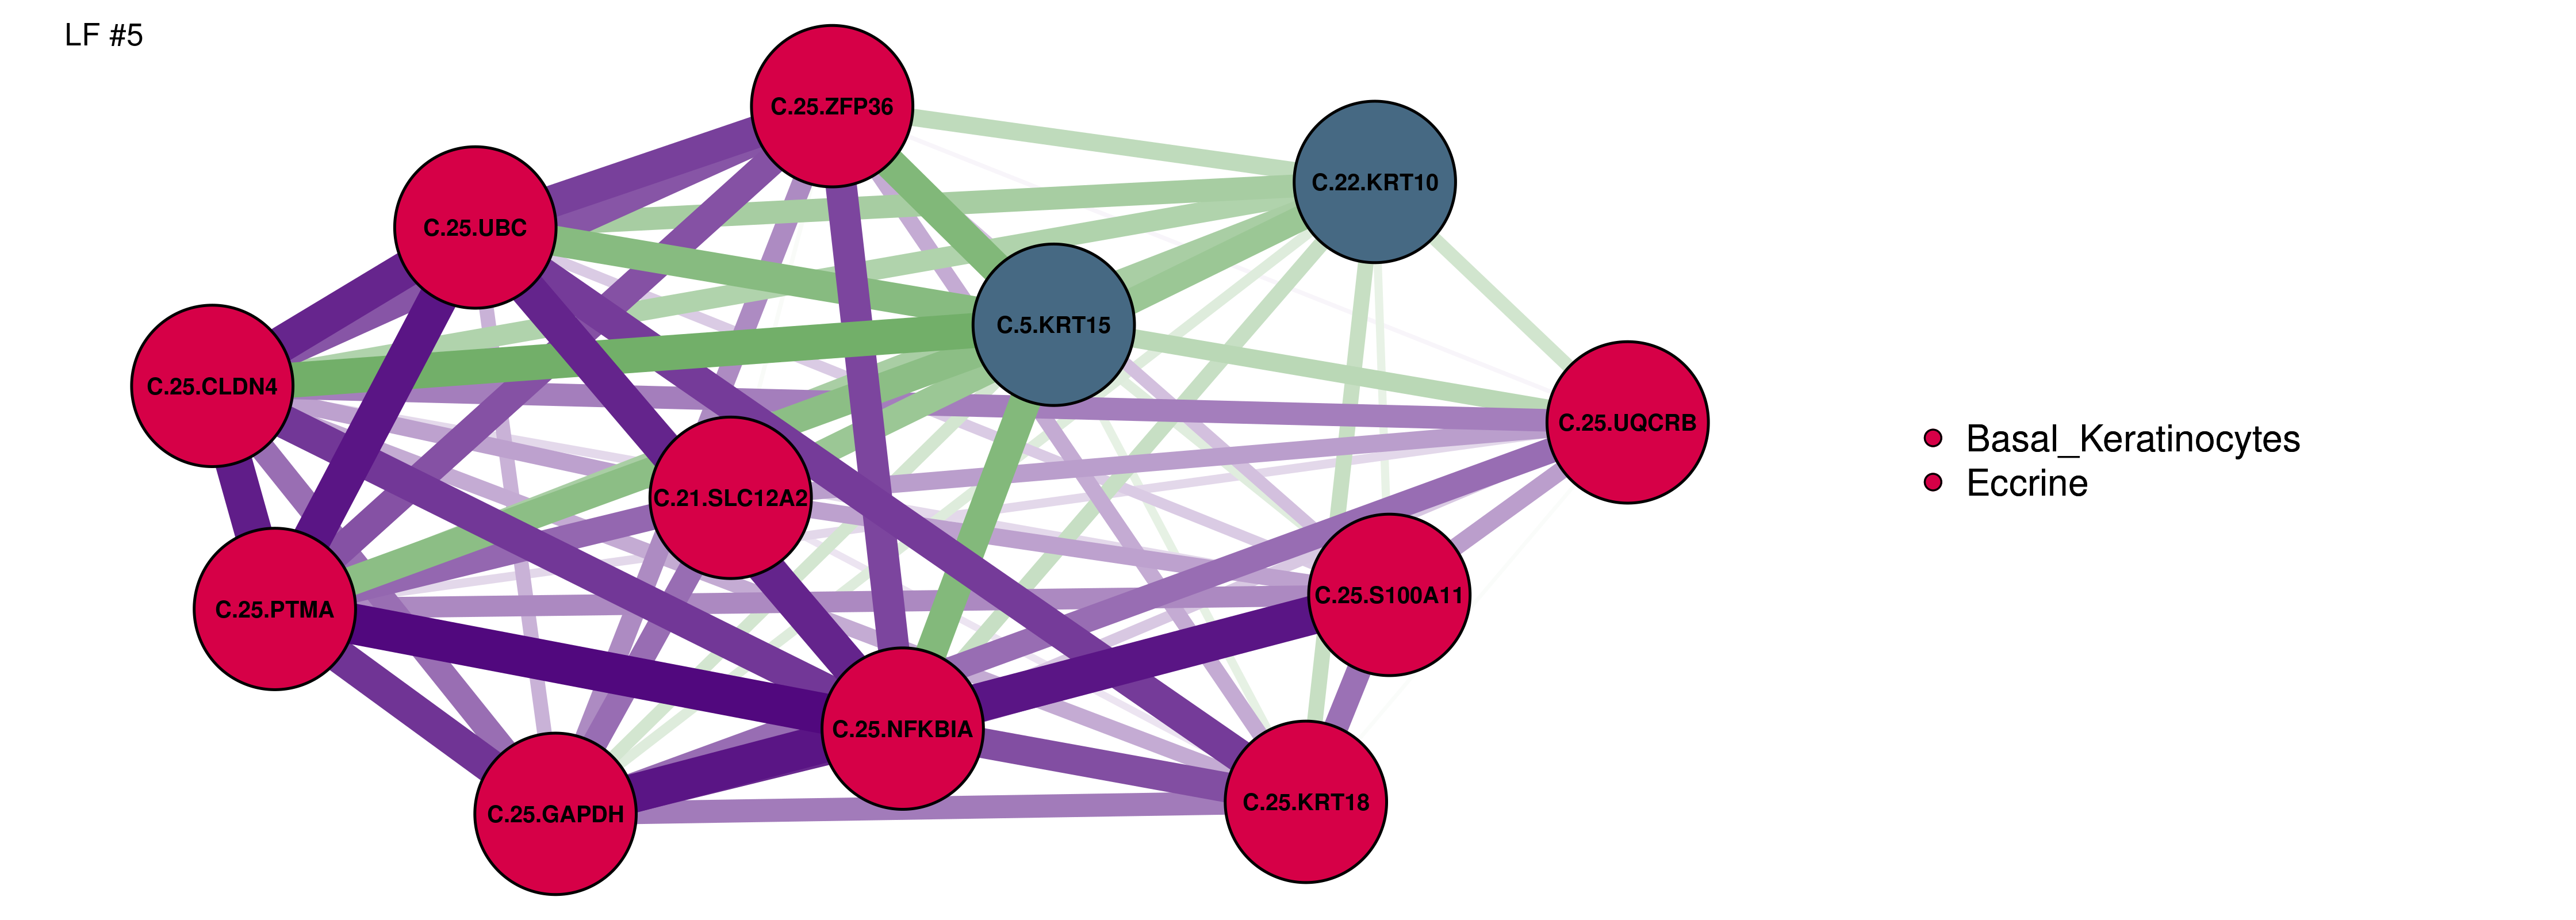 LF #5
C.25.ZFP36
C.22.KRT10
C.25.UBC
C.5.KRT15
C.25.CLDN4
C.25.UQCRB
Basal_Keratinocytes
Eccrine
C.21.SLC12A2
C.25.S100A11
C.25.PTMA
C.25.NFKBIA
C.25.KRT18
C.25.GAPDH